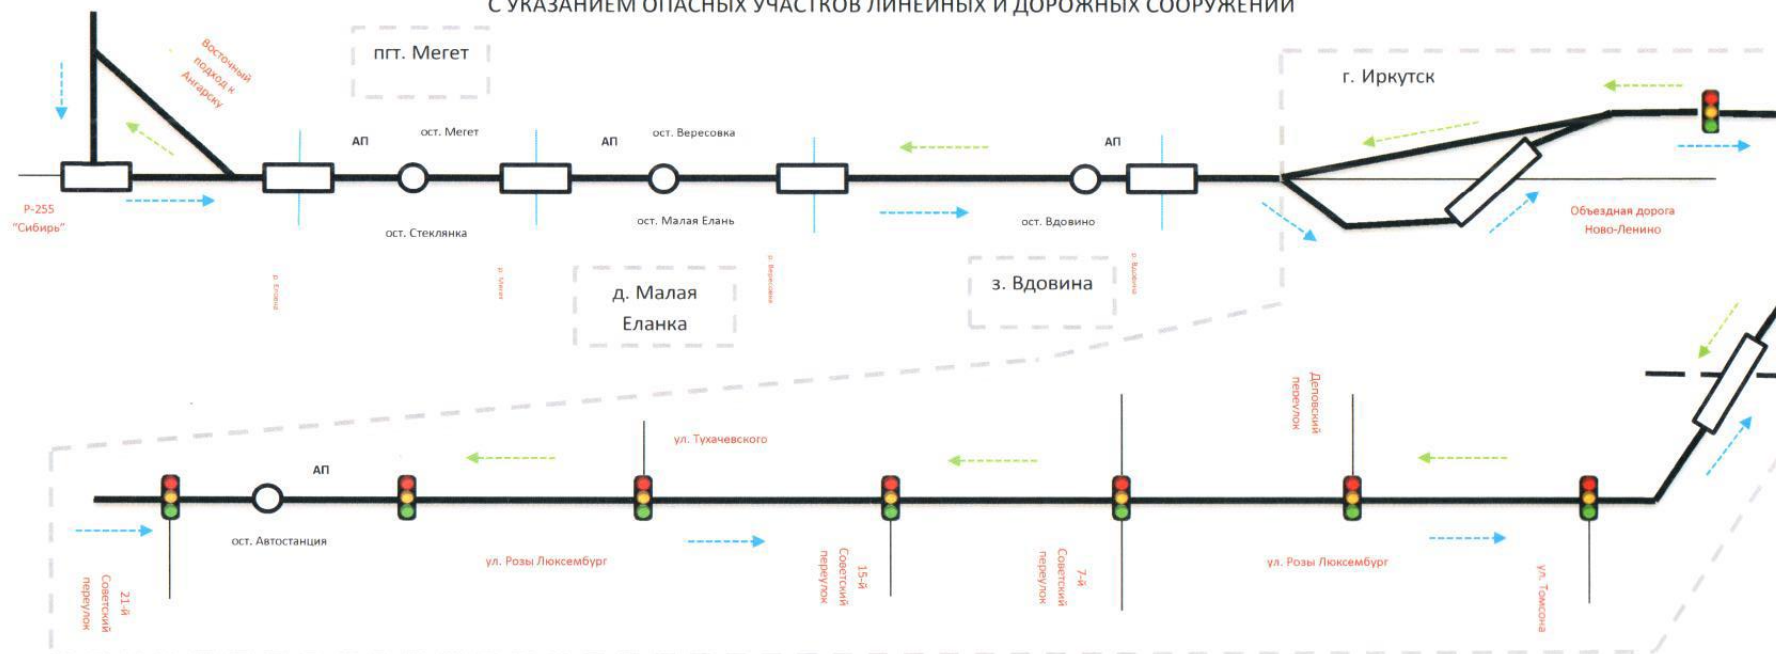 С УКАЗАНИЕМ ОПАСНЫХ УЧАСТКОВ ЛИНЕЙНЫХ И ДОРОЖНЫХ СООРУЖЕНИЙ
Восточный
подход к
Ангарску
пгт. Мегет
г. Иркутск
АП
ост. Мегет
АП
ост. Вересовка
АП
Р-255
"Сибирь"
ост. Стеклянка
ост. Малая Елань
ост. Вдовино
Объездная дорога
Ново-Ленино
р. Мегет
р. Вересовка
р. Вдовина
д. Малая
Еланка
з. Вдовина
Деповский
переулок
ул. Тухачевского
АП
ост. Автостанция
ул. Розы Люксембург
ул. Розы Люксембург
21-й
Советский
переулок
15-й
Советский
переулок
7-й
Советский
переулок
ул. Томсона